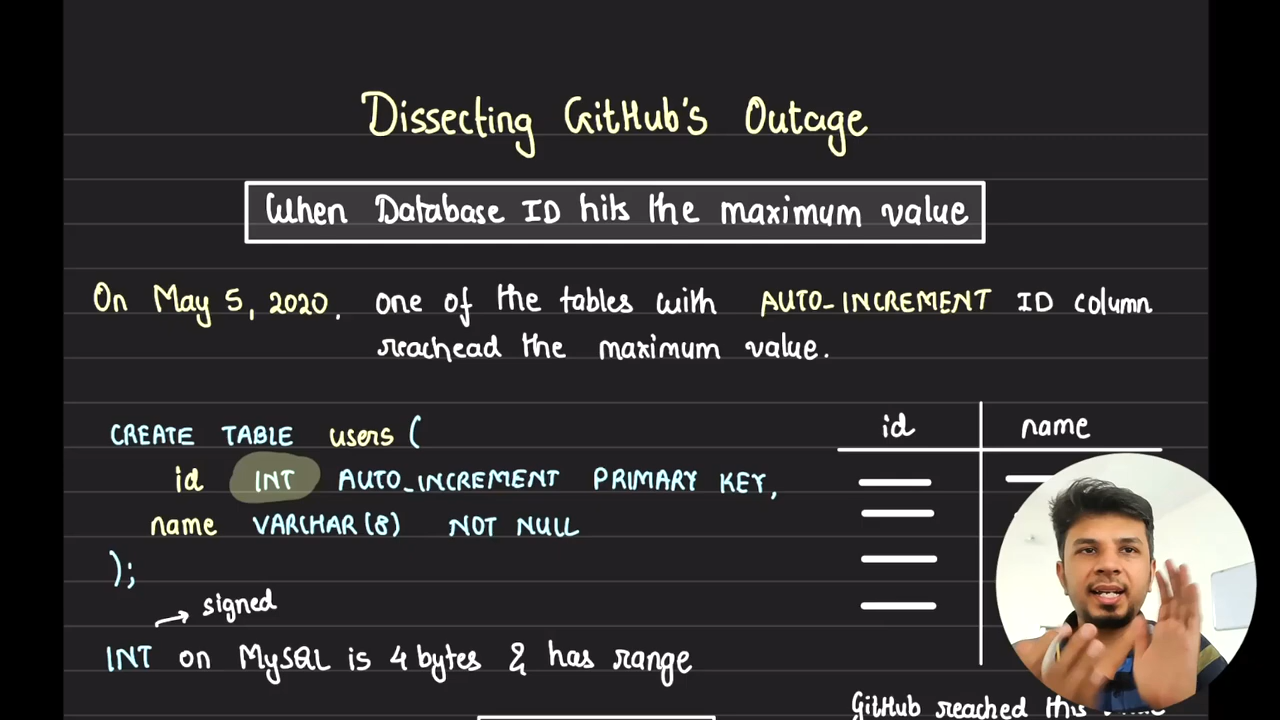 Dissecting GitHub's Outage
When Database ID hits the maximum value
On May 5, 2020, one of the tables with AUTO_INCREMENT ID column
reachead the maximum value.
CREATE TABLE users (
id INT AUTO_INCREMENT PRIMARY KEY,
name VARCHAR (8) NOT NULL
);
id name
signed
INT on MySQL is 4 bytes & has range
GitHub reached this